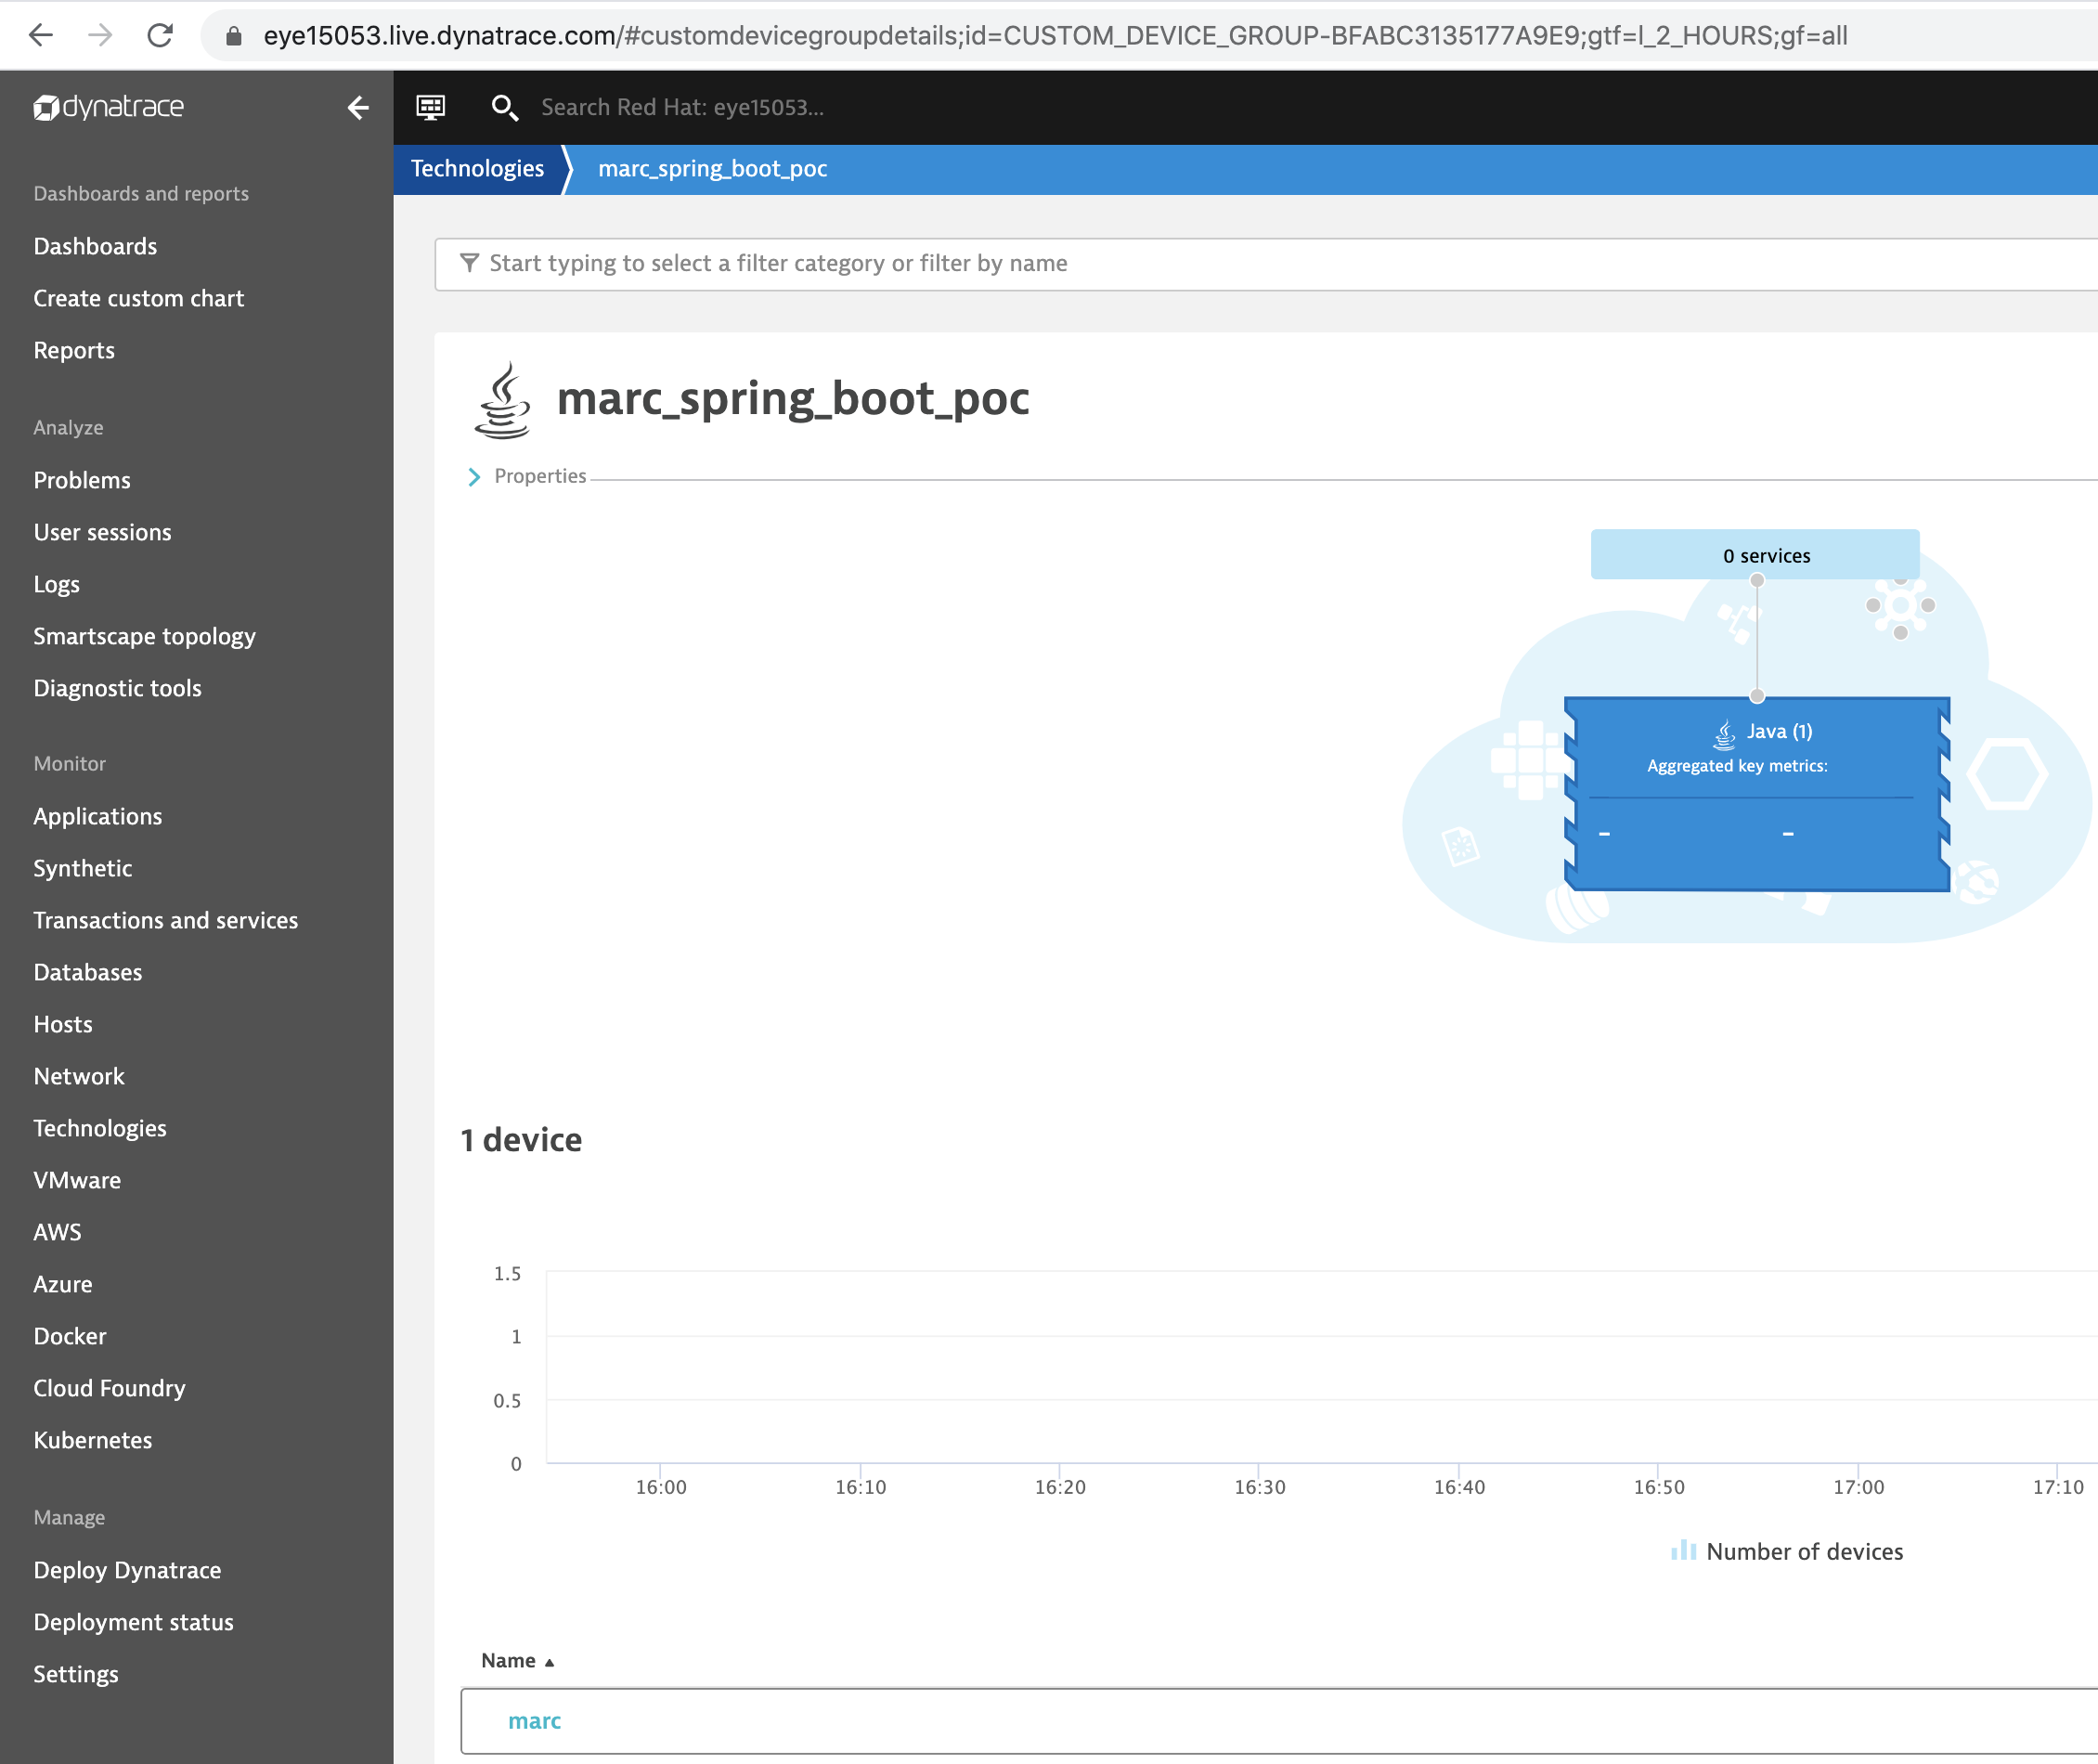 eye15053.live.dynatrace.com/#customdevicegroupdetails;id=CUSTOM_DEVICE_GROUP-BFABC3135177A9E9;gtf=l_2_HOURS;gf=all
dynatrace
Search Red Hat: eye15053...
Technologies
marc_spring_boot_poc
Dashboards and reports
Dashboards
Create custom chart
Reports
Analyze
Problems
User sessions
Logs
Smartscape topology
Diagnostic tools
Monitor
Applications
Synthetic
Transactions and services
Databases
Hosts
Network
Technologies
VMware
AWS
Azure
Docker
Cloud Foundry
Kubernetes
Manage
Deploy Dynatrace
Deployment status
Settings
Start typing to select a filter category or filter by name
marc_spring_boot_poc
Properties
0 services
Java (1)
Aggregated key metrics:
– –
1 device
1.5
1
0.5
0
16:00 16:10 16:20 16:30 16:40 16:50 17:00 17:10
Number of devices
Name ▲
marc